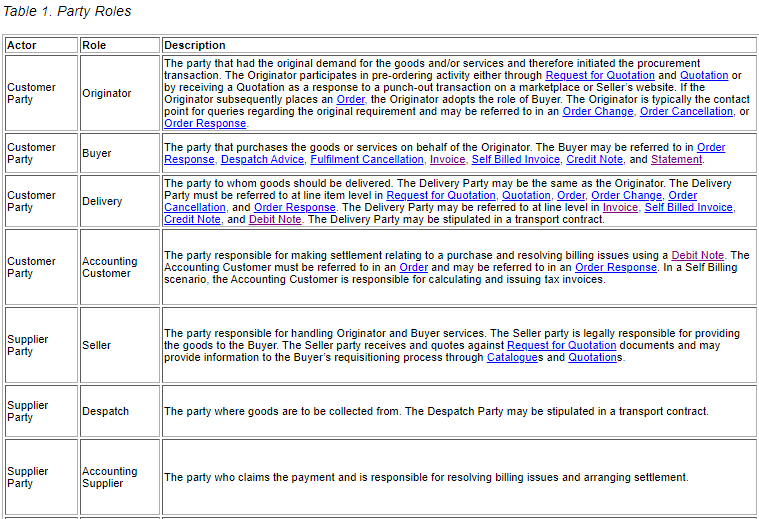 Table 1. Party Roles
Actor Role Description
Customer Party Originator The party that had the original demand for the goods and/or services and therefore initiated the procurement
transaction. The Originator participates in pre-ordering activity either through Request for Quotation and Quotation or
by receiving a Quotation as a response to a punch-out transaction on a marketplace or Seller's website. If the
Originator subsequently places an Order, the Originator adopts the role of Buyer. The Originator is typically the contact
point for queries regarding the original requirement and may be referred to in an Order Change, Order Cancellation, or
Order Response.
Customer Party Buyer The party that purchases the goods or services on behalf of the Originator. The Buyer may be referred to in Order
Response, Despatch Advice, Fulfilment Cancellation, Invoice, Self Billed Invoice, Credit Note, and Statement.
Customer Party Delivery The party to whom goods should be delivered. The Delivery Party may be the same as the Originator. The Delivery
Party must be referred to at line item level in Request for Quotation, Quotation, Order, Order Change, Order
Cancellation, and Order Response. The Delivery Party may be referred to at line level in Invoice, Self Billed Invoice,
Credit Note, and Debit Note. The Delivery Party may be stipulated in a transport contract.
Customer Party Accounting Customer The party responsible for making settlement relating to a purchase and resolving billing issues using a Debit Note. The
Accounting Customer must be referred to in an Order and may be referred to in an Order Response. In a Self Billing
scenario, the Accounting Customer is responsible for calculating and issuing tax invoices.
Supplier Party Seller The party responsible for handling Originator and Buyer services. The Seller party is legally responsible for providing
the goods to the Buyer. The Seller party receives and quotes against Request for Quotation documents and may
provide information to the Buyer's requisitioning process through Catalogues and Quotations.
Supplier Party Despatch The party where goods are to be collected from. The Despatch Party may be stipulated in a transport contract.
Supplier Party Accounting Supplier The party who claims the payment and is responsible for resolving billing issues and arranging settlement.